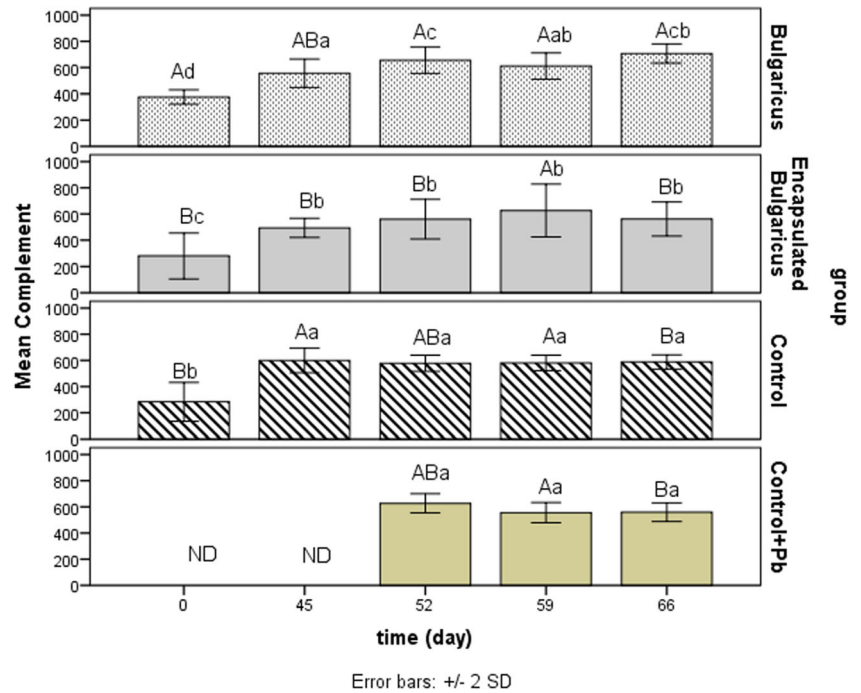 1000
800
600
400
200
0
Ad
ABa
Ac
Aab
Acb
Bulgaricus
1000
800
600
400
200
0
Bc
Bb
Bb
Ab
Bb
Encapsulated
Bulgaricus
1000
800
600
400
200
0
Bb
Aa
ABa
Aa
Ba
Control
1000
800
600
400
200
0
ND
ND
ABa
Aa
Ba
Control+Pb
Mean Complement
group
0 45 52 59 66
time (day)
Error bars: +/- 2 SD